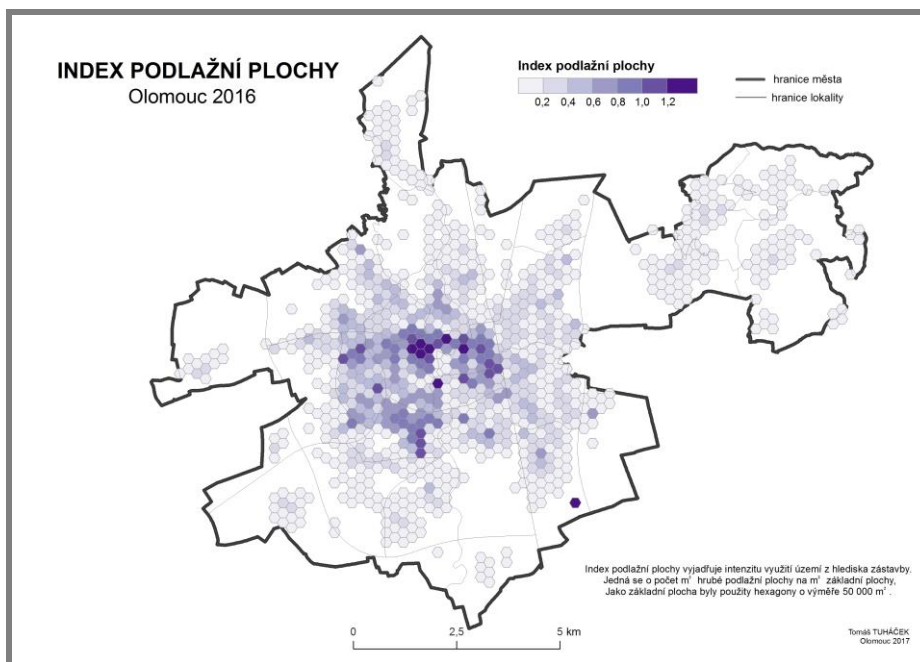 INDEX PODLAŽNÍ PLOCHY
Olomouc 2016
Index podlažní plochy
0,2 0,4 0,6 0,8 1,0 1,2
hranice města
hranice lokality
Index podlažní plochy vyjadřuje intenzitu využití území z hlediska zástavby.
Jedná se o počet m² hrubé podlažní plochy na m² základní plochy,
Jako základní plocha byly použity hexagony o výměře 50 000 m² .
0 2,5 5 km
Tomáš TUHÁČEK
Olomouc 2017